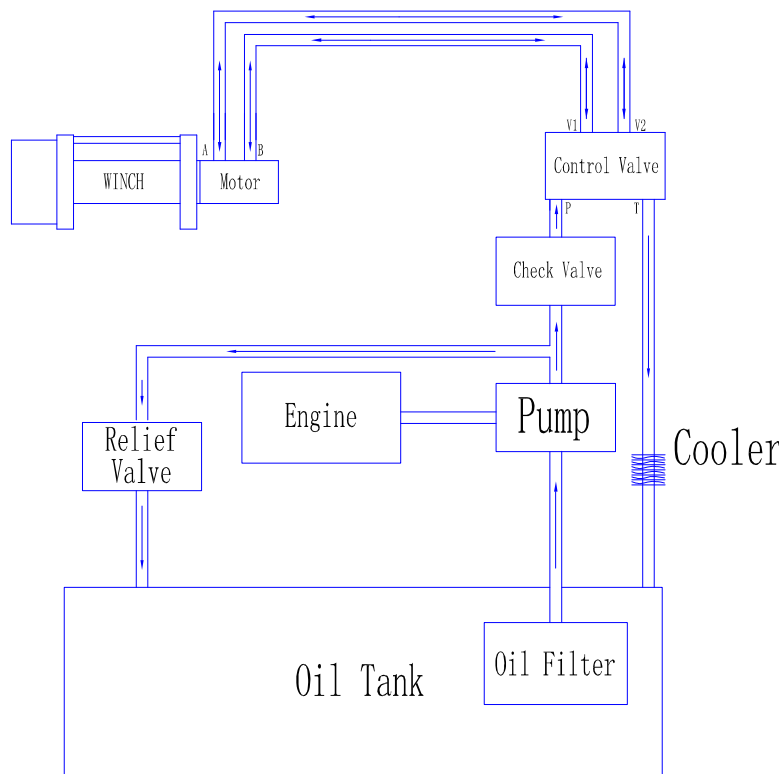 V1
V2
A
B
WINCH
Motor
Control Valve
P
T
Check Valve
Engine
Pump
Relief
Valve
Cooler
Oil Tank
Oil Filter